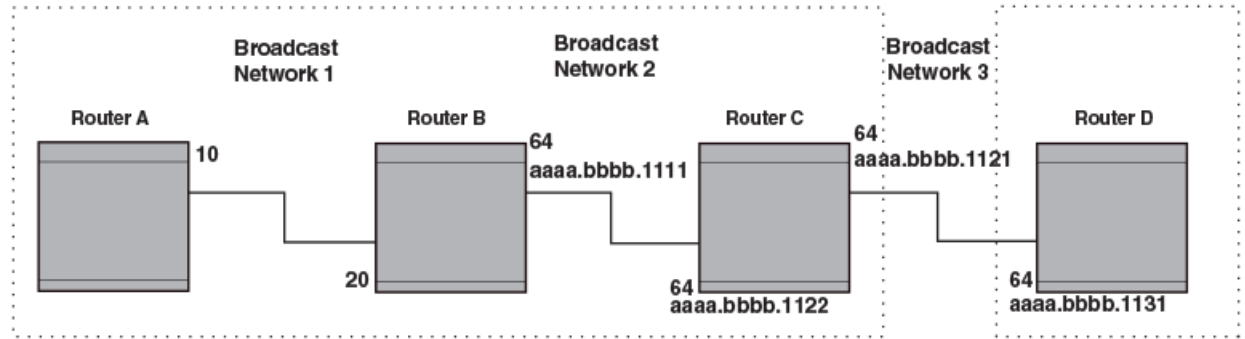 Broadcast
Network 1
Broadcast
Network 2
Broadcast
Network 3
Router A
Router B
Router C
Router D
10
20
64
aaaa.bbbb.1111
64
aaaa.bbbb.1122
64
aaaa.bbbb.1121
64
aaaa.bbbb.1131